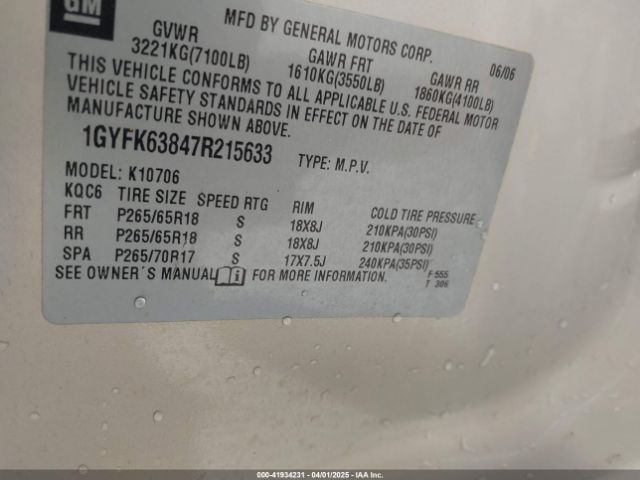 GM
MFD BY GENERAL MOTORS CORP.
GVWR GAWR FRT GAWR RR 06/06
3221KG(7100LB) 1610KG(3550LB) 1860KG(4100LB)
THIS VEHICLE CONFORMS TO ALL APPLICABLE U.S. FEDERAL MOTOR
VEHICLE SAFETY STANDARDS IN EFFECT ON THE DATE OF
MANUFACTURE SHOWN ABOVE.
1GYFK63847R215633 TYPE: M.P.V.
MODEL: K10706
KQC6 TIRE SIZE SPEED RTG RIM COLD TIRE PRESSURE
FRT P265/65R18 S 18X8J 210KPA(30PSI)
RR P265/65R18 S 18X8J 210KPA(30PSI)
SPA P265/70R17 S 17X7.5J 240KPA(35PSI)
SEE OWNER'S MANUAL FOR MORE INFORMATION. F 555
T 306
000-41934231 - 04/01/2025 - IAAI, Inc.